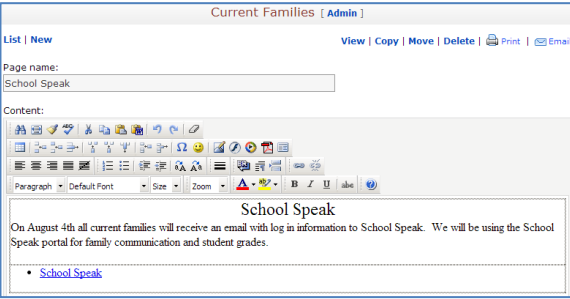 Current Families [ Admin ]
List | New
View | Copy | Move | Delete | Print | Emai
Page name:
School Speak
Content:
Paragraph Default Font Size Zoom A B I U abc
School Speak
On August 4th all current families will receive an email with log in information to School Speak. We will be using the School
Speak portal for family communication and student grades.
• School Speak